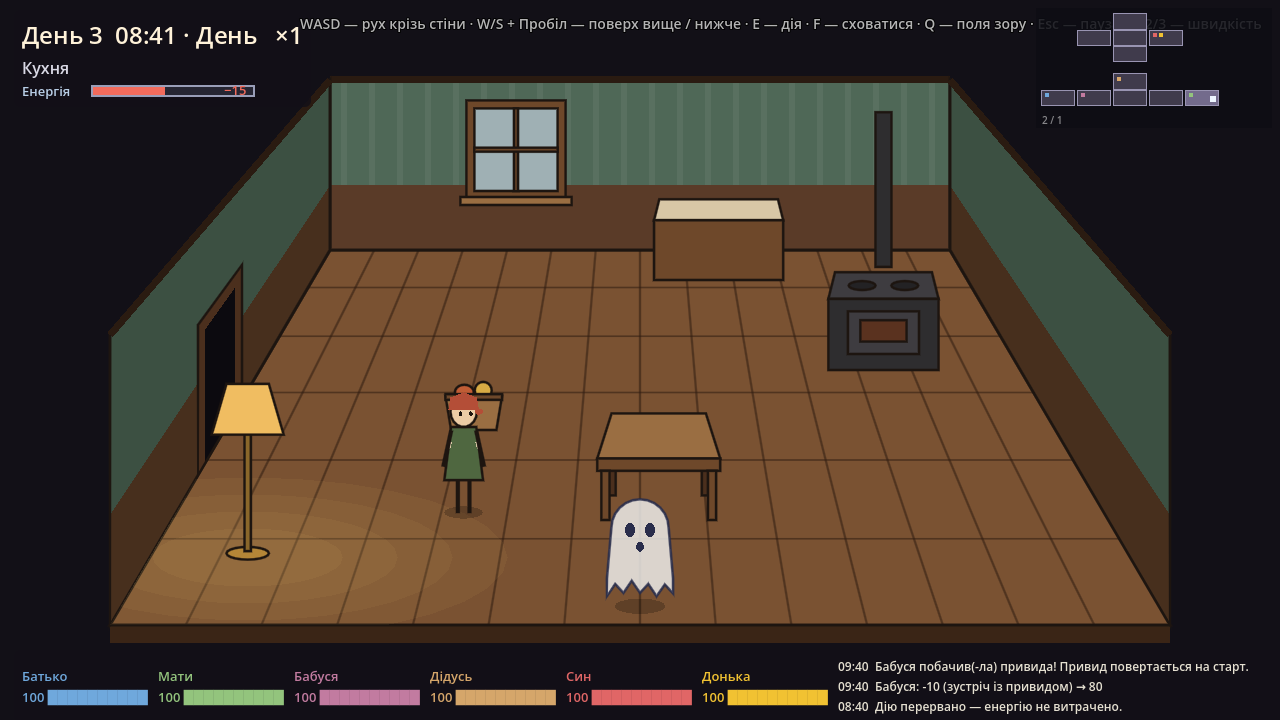 День 3  08:41 · День  ×1
WASD — рух крізь стіни · W/S + Пробіл — поверх вище / нижче · E — дія · F — сховатися · Q — поля зору · Esc — пауза · 1/2/3 — швидкість
Кухня
Енергія −15
2 / 1
Батько Мати Бабуся Дідусь Син Донька
100 100 100 100 100 100
09:40 Бабуся побачив(-ла) привида! Привид повертається на старт.
09:40 Бабуся: -10 (зустріч із привидом) → 80
08:40 Дію перервано — енергію не витрачено.